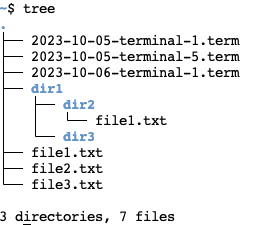 ~$ tree
.
├── 2023-10-05-terminal-1.term
├── 2023-10-05-terminal-5.term
├── 2023-10-06-terminal-1.term
├── dir1
│   ├── dir2
│   │   └── file1.txt
│   └── dir3
├── file1.txt
├── file2.txt
└── file3.txt

3 directories, 7 files